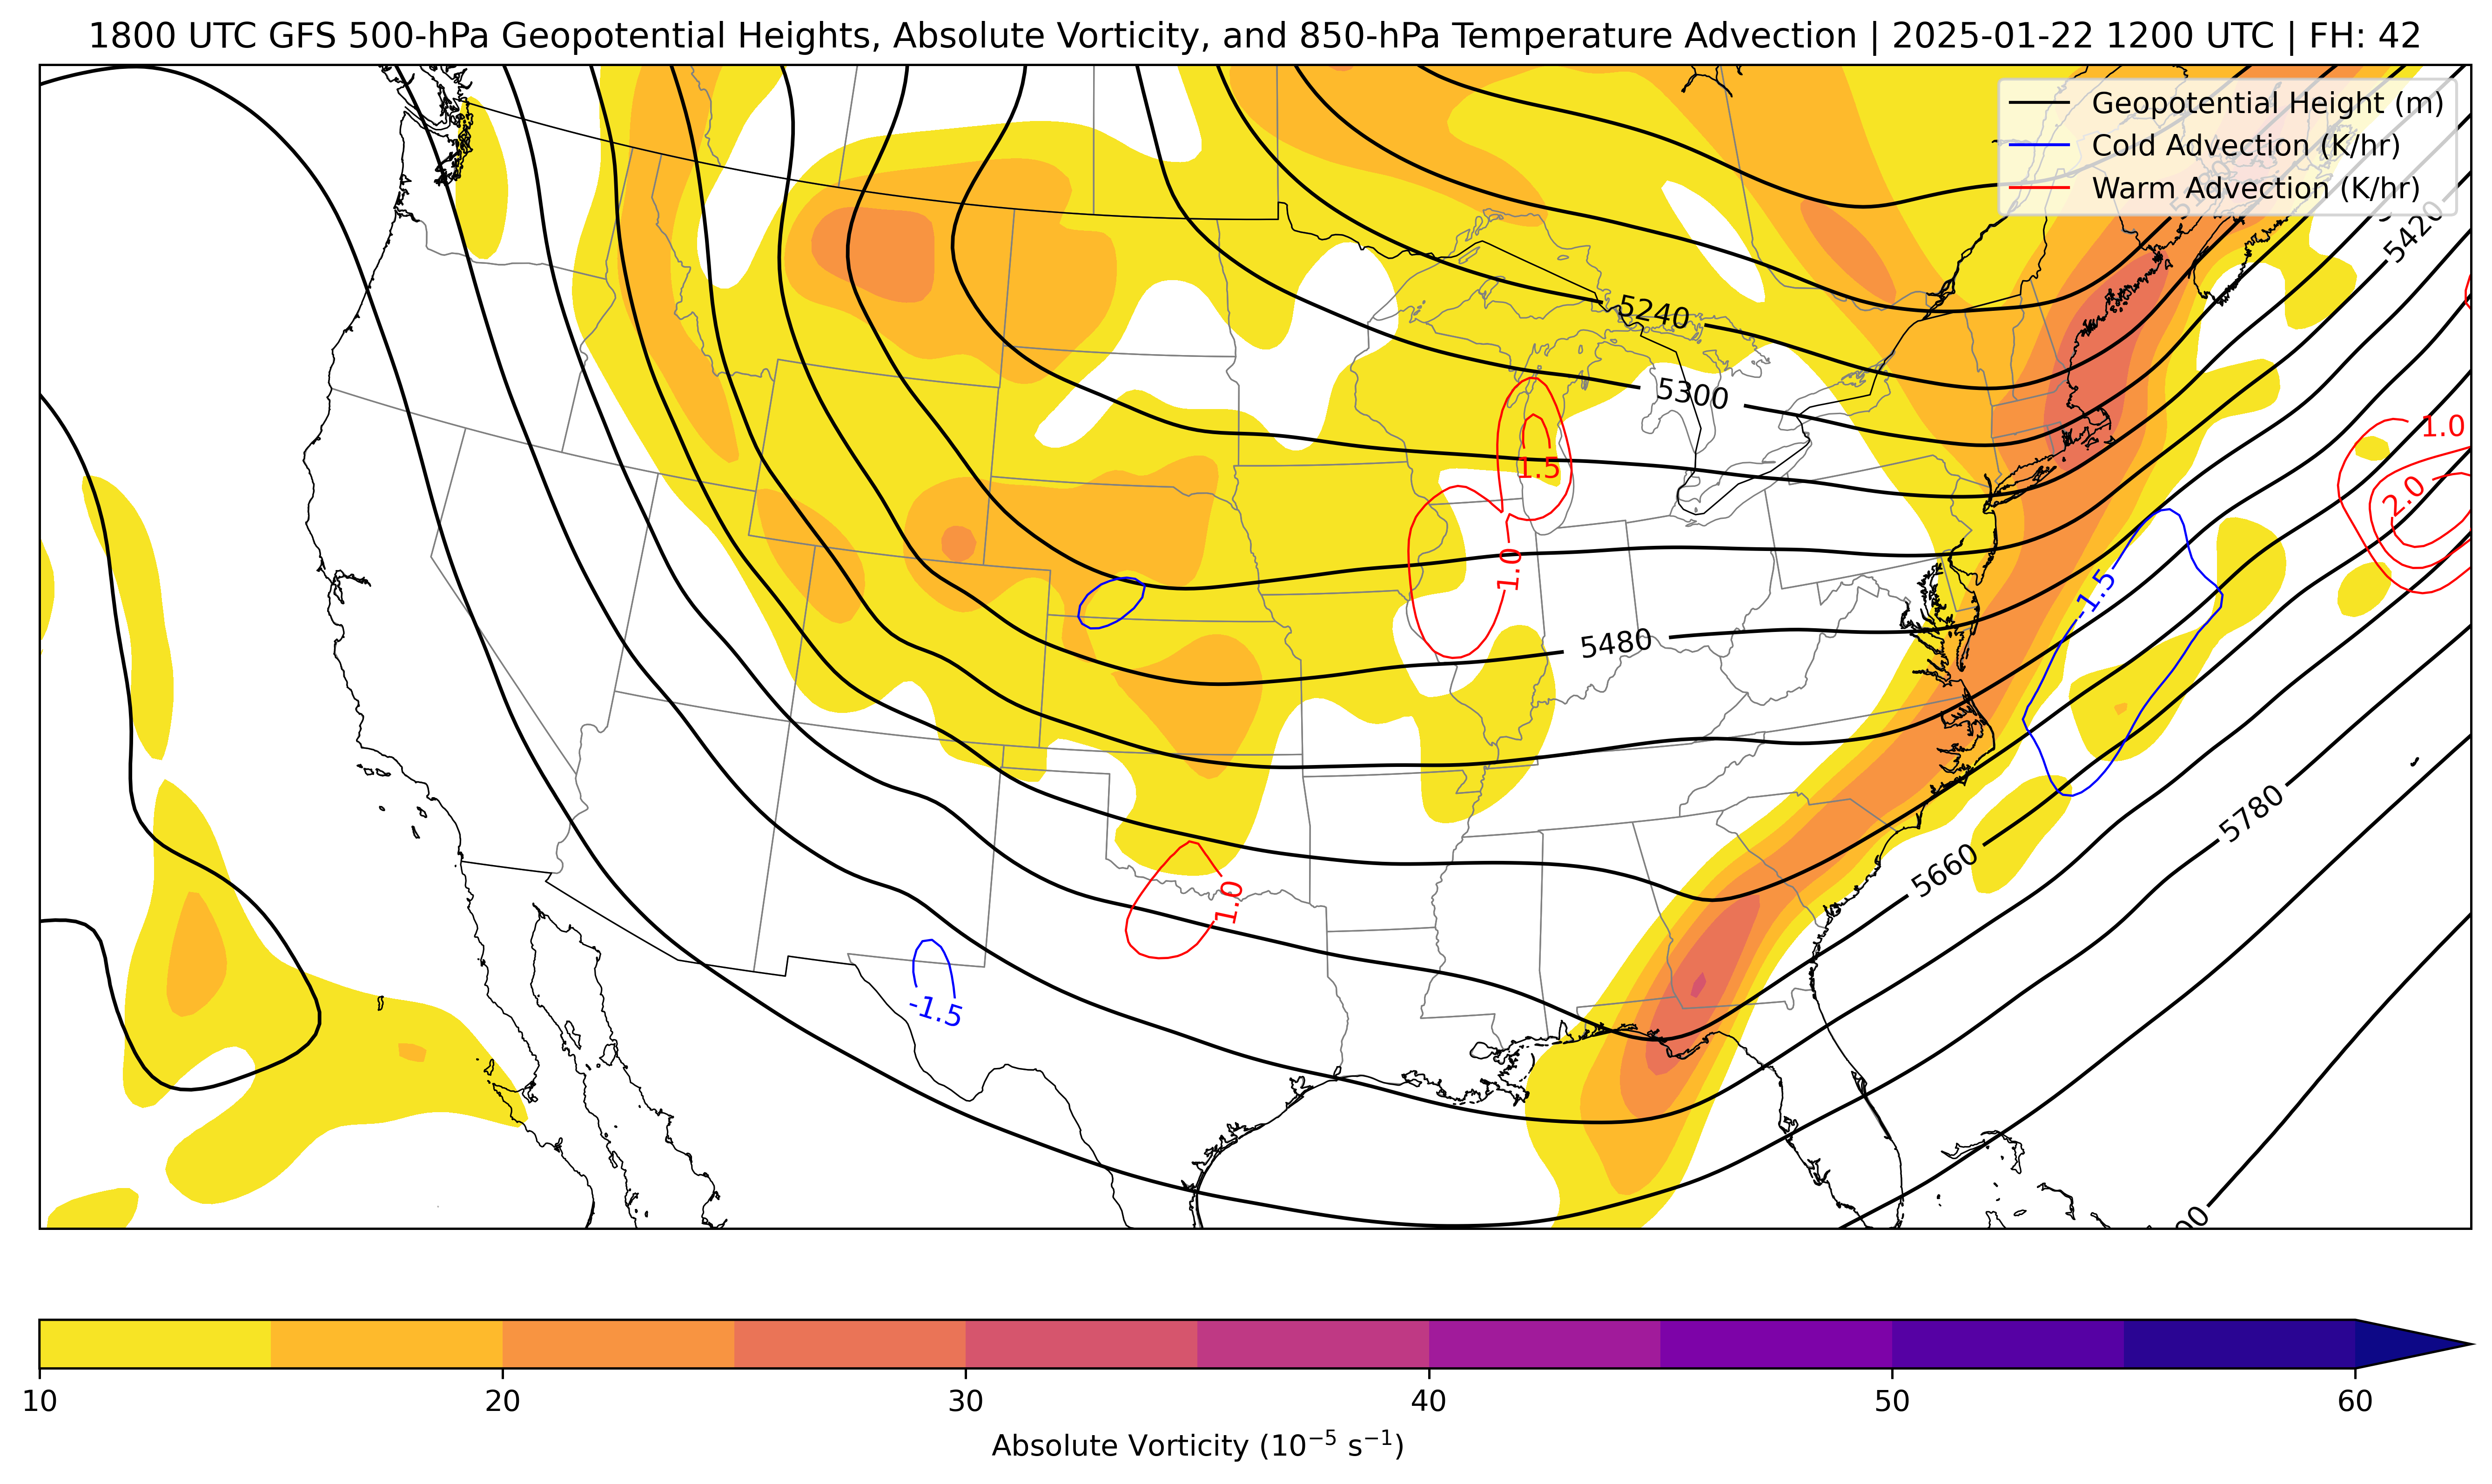 1800 UTC GFS 500-hPa Geopotential Heights, Absolute Vorticity, and 850-hPa Temperature Advection | 2025-01-22 1200 UTC | FH: 42
Geopotential Height (m)
Cold Advection (K/hr)
Warm Advection (K/hr)
5420
5240
5300
1.0
1.5
2.0
1.0
-1.5
5480
5780
5660
1.0
-1.5
00
10 20 30 40 50 60
Absolute Vorticity (10⁻⁵ s⁻¹)